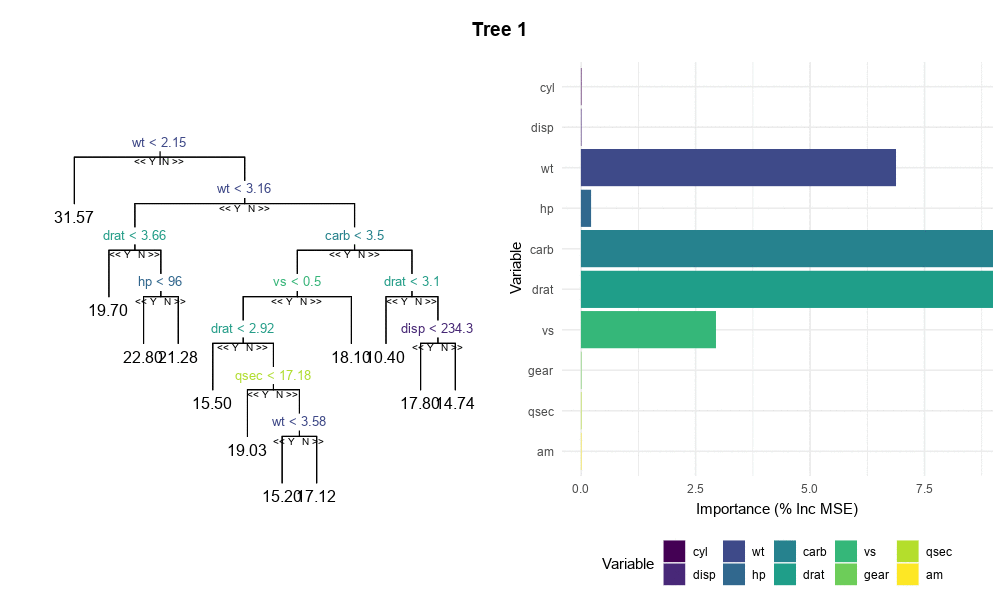 Tree 1
wt < 2.15
<< Y N >>
wt < 3.16
<< Y N >>
31.57
drat < 3.66
carb < 3.5
<< Y N >>
<< Y N >>
hp < 96
vs < 0.5
drat < 3.1
<< Y N >>
<< Y N >>
<< Y N >>
19.70
drat < 2.92
disp < 234.3
<< Y N >>
<< Y N >>
22.80
21.28
18.10
10.40
qsec < 17.18
<< Y N >>
15.50
17.80
14.74
wt < 3.58
<< Y N >>
19.03
15.20
17.12
Variable
cyl
disp
wt
hp
carb
drat
vs
gear
qsec
am
0.0 2.5 5.0 7.5
Importance (% Inc MSE)
Variable
cyl wt carb vs qsec
disp hp drat gear am